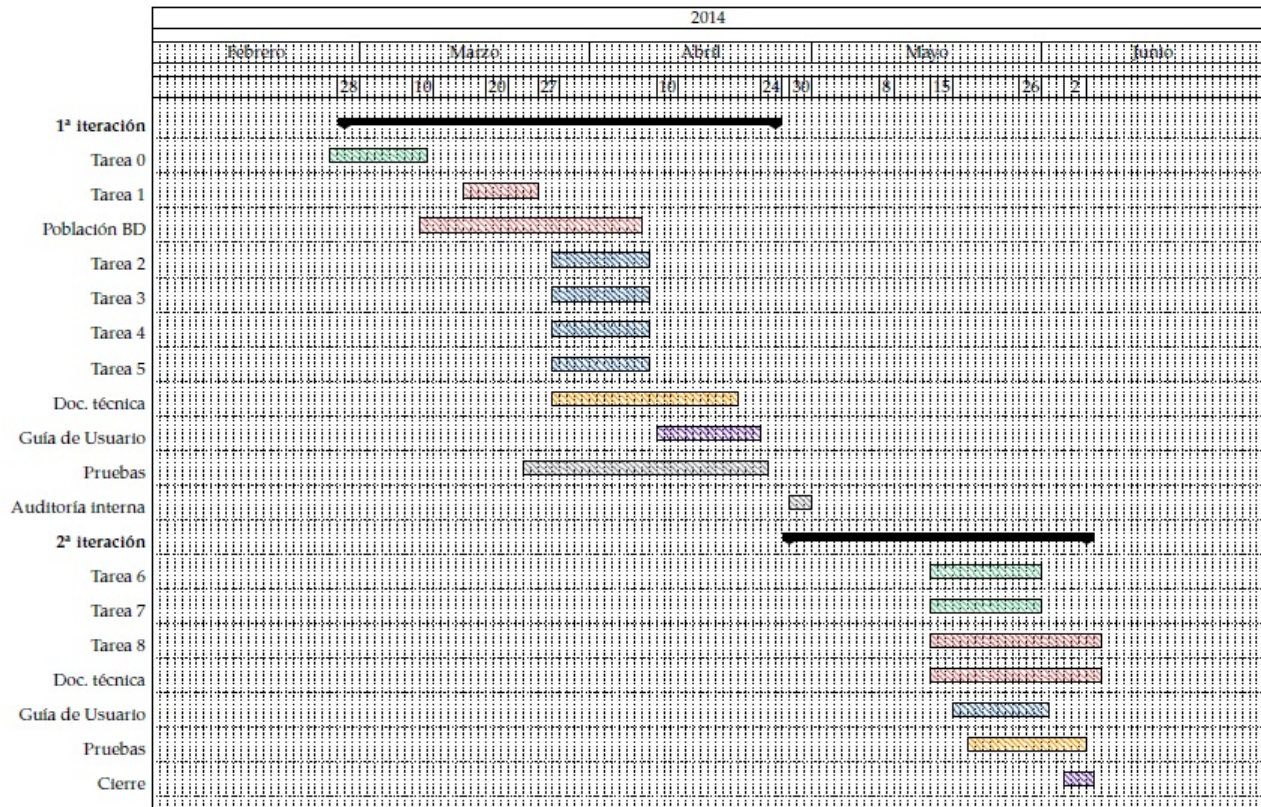 2014
Febrero Marzo Abril Mayo Junio
28 10 20 27 10 24 30 8 15 26 2
1ª iteración
Tarea 0
Tarea 1
Población BD
Tarea 2
Tarea 3
Tarea 4
Tarea 5
Doc. técnica
Guía de Usuario
Pruebas
Auditoría interna
2ª iteración
Tarea 6
Tarea 7
Tarea 8
Doc. técnica
Guía de Usuario
Pruebas
Cierre